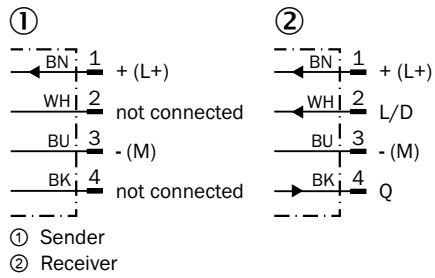 ① ②
BN 1 + (L+)
WH 2 not connected
BU 3 - (M)
BK 4 not connected
BN 1 + (L+)
WH 2 L/D
BU 3 - (M)
BK 4 Q
① Sender
② Receiver